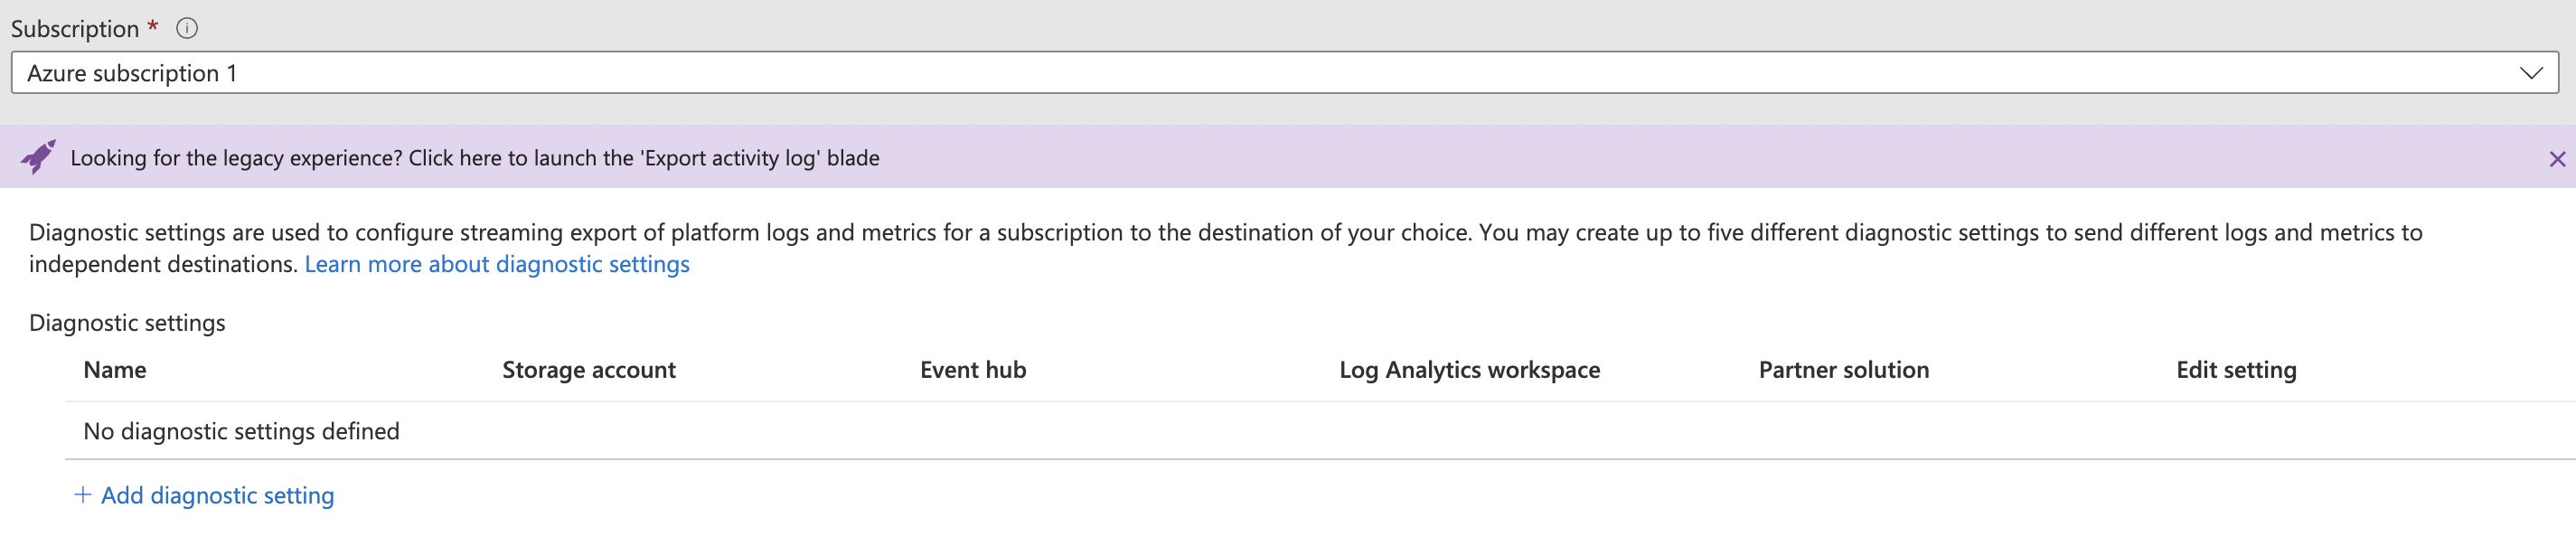 Subscription *
Azure subscription 1
Looking for the legacy experience? Click here to launch the 'Export activity log' blade
Diagnostic settings are used to configure streaming export of platform logs and metrics for a subscription to the destination of your choice. You may create up to five different diagnostic settings to send different logs and metrics to
independent destinations. Learn more about diagnostic settings
Diagnostic settings
Name Storage account Event hub Log Analytics workspace Partner solution Edit setting
No diagnostic settings defined
+ Add diagnostic setting